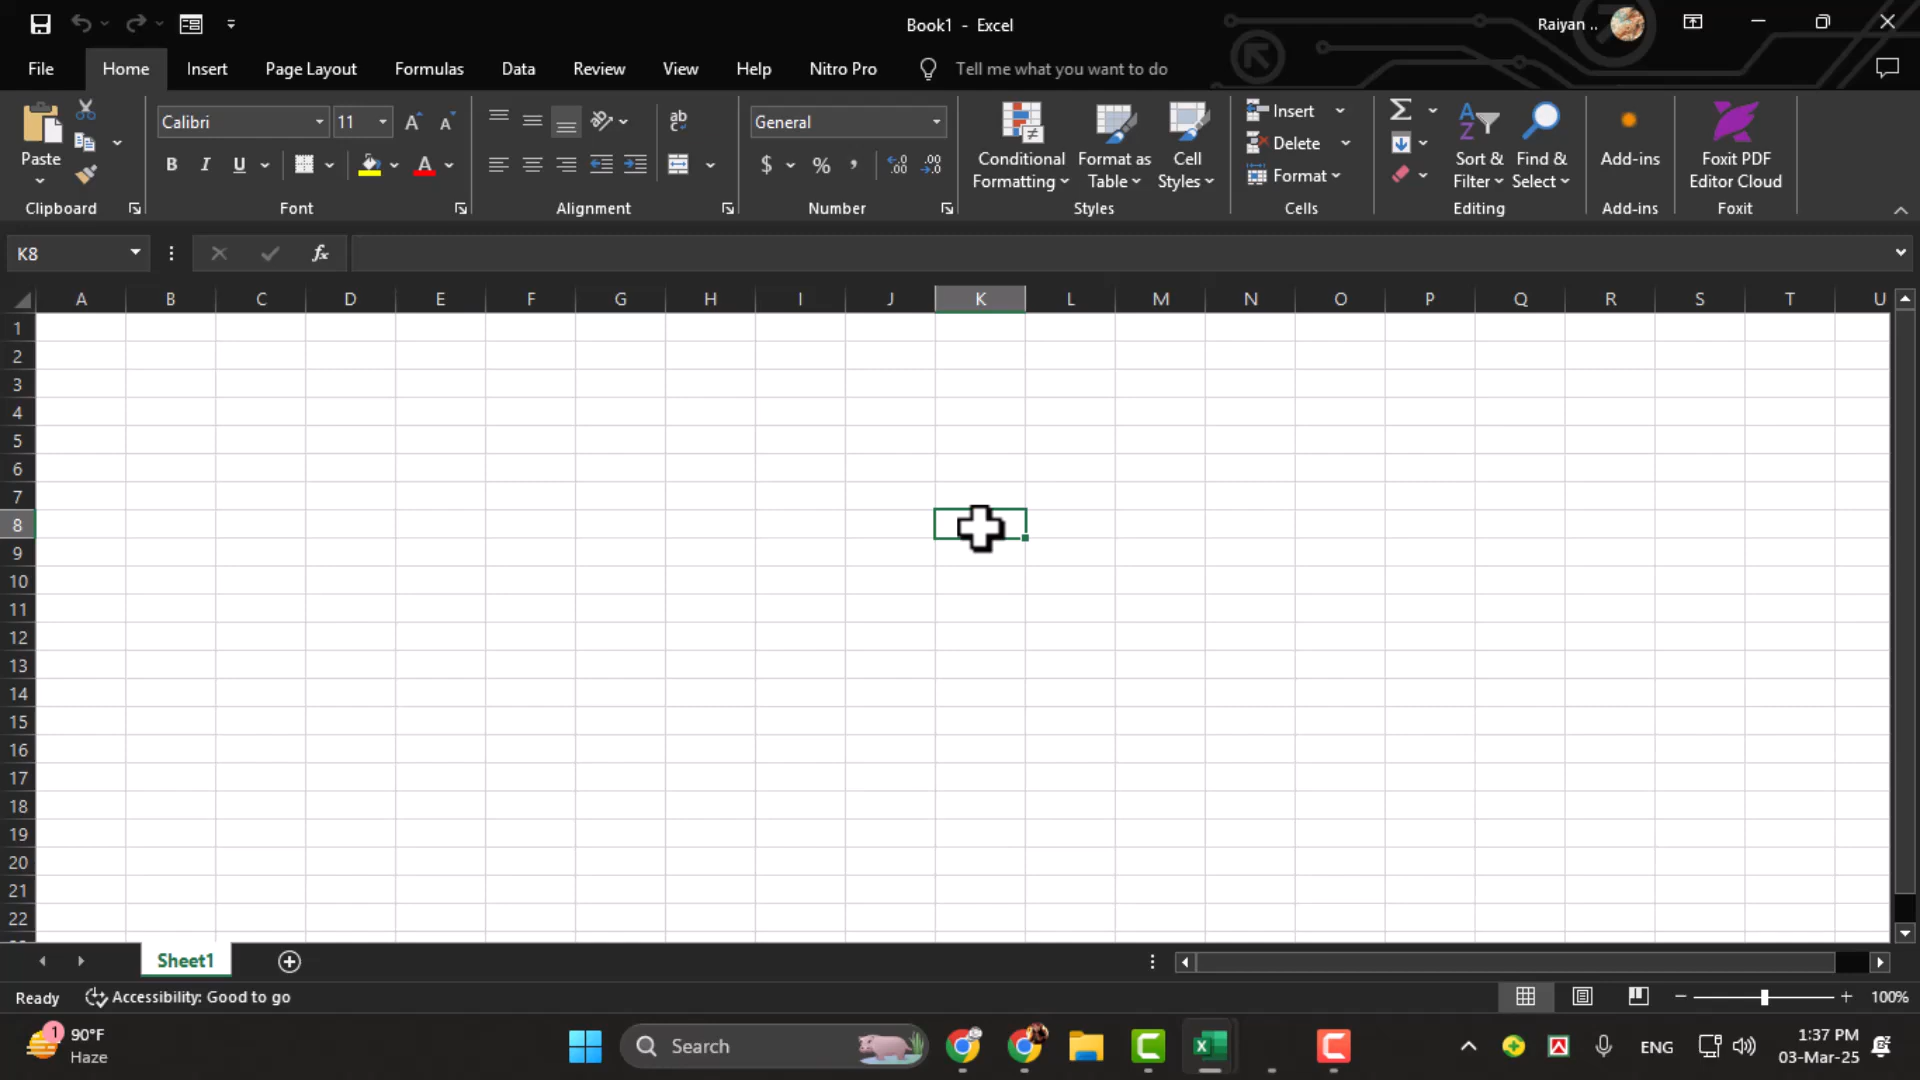 Book1 - Excel
Raiyan ..
File Home Insert Page Layout Formulas Data Review View Help Nitro Pro Tell me what you want to do
Paste
Clipboard
Calibri 11
B I U A
Font
ab
c
Alignment
General
$ % ,
Number
Conditional Formatting
Format as Table
Cell Styles
Styles
Insert
Delete
Format
Cells
Sort & Filter
Find & Select
Editing
Add-ins
Add-ins
Foxit PDF Editor Cloud
Foxit
K8 fx
A B C D E F G H I J K L M N O P Q R S T U
1
2
3
4
5
6
7
8
9
10
11
12
13
14
15
16
17
18
19
20
21
22
Sheet1
Ready Accessibility: Good to go 100%
1 90°F
Haze
Search
ENG
1:37 PM
03-Mar-25